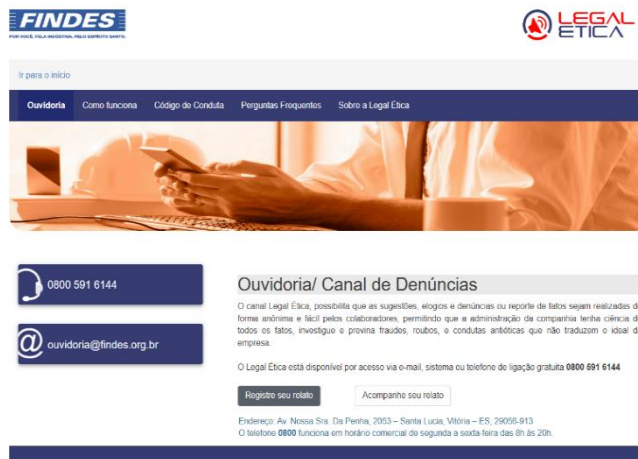 FINDES
POR VOCÊ. PELA INDÚSTRIA. PELO ESPÍRITO SANTO.
LEGAL
ETICA
Ir para o início
Ouvidoria Como funciona Código de Conduta Perguntas Frequentes Sobre a Legal Ética
0800 591 6144
ouvidoria@findes.org.br
Ouvidoria/ Canal de Denúncias
O canal Legal Ética, possibilita que as sugestões, elogios e denúncias ou reporte de fatos sejam realizadas de
forma anônima e fácil pelos colaboradores, permitindo que a administração da companhia tenha ciência de
todos os fatos, investigue e previna fraudes, roubos, e condutas antiéticas que não traduzem o ideal de
empresa.
O Legal Ética está disponível por acesso via e-mail, sistema ou telefone de ligação gratuita 0800 591 6144
Registre seu relato Acompanhe seu relato
Endereço: Av. Nossa Sra. Da Penha, 2053 – Santa Lucia, Vitória – ES, 29056-913
O telefone 0800 funciona em horário comercial de segunda a sexta-feira das 8h às 20h.